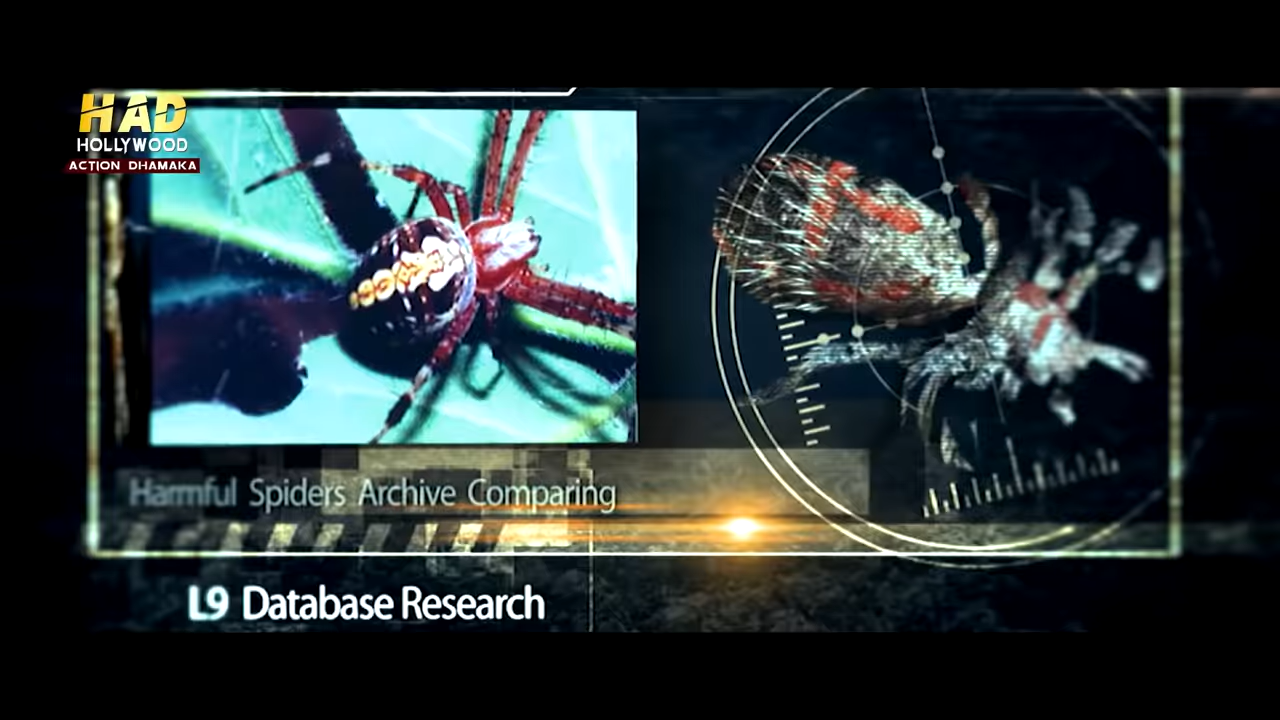 HAD
HOLLYWOOD
ACTION DHAMAKA
Harmful Spiders Archive Comparing
L9 Database Research